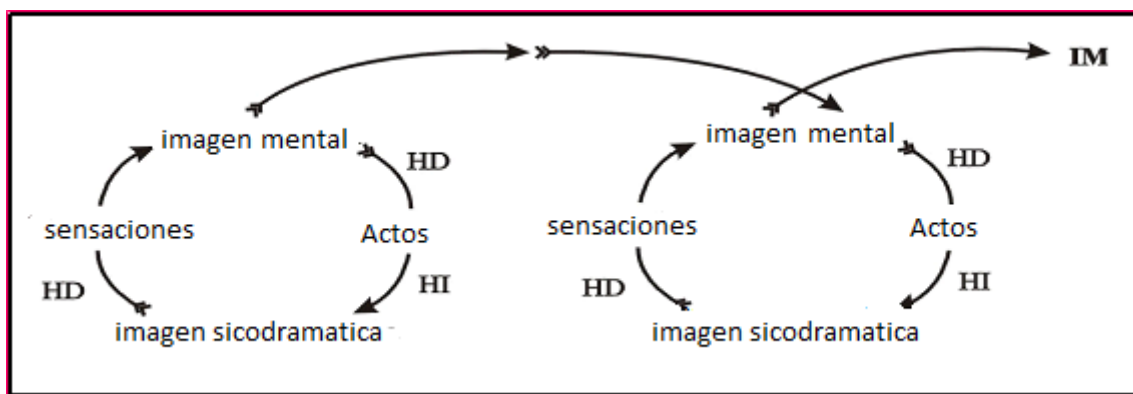 IM
imagen mental
imagen mental
HD
HD
sensaciones
Actos
sensaciones
Actos
HD
HI
HD
HI
imagen sicodramatica
imagen sicodramatica